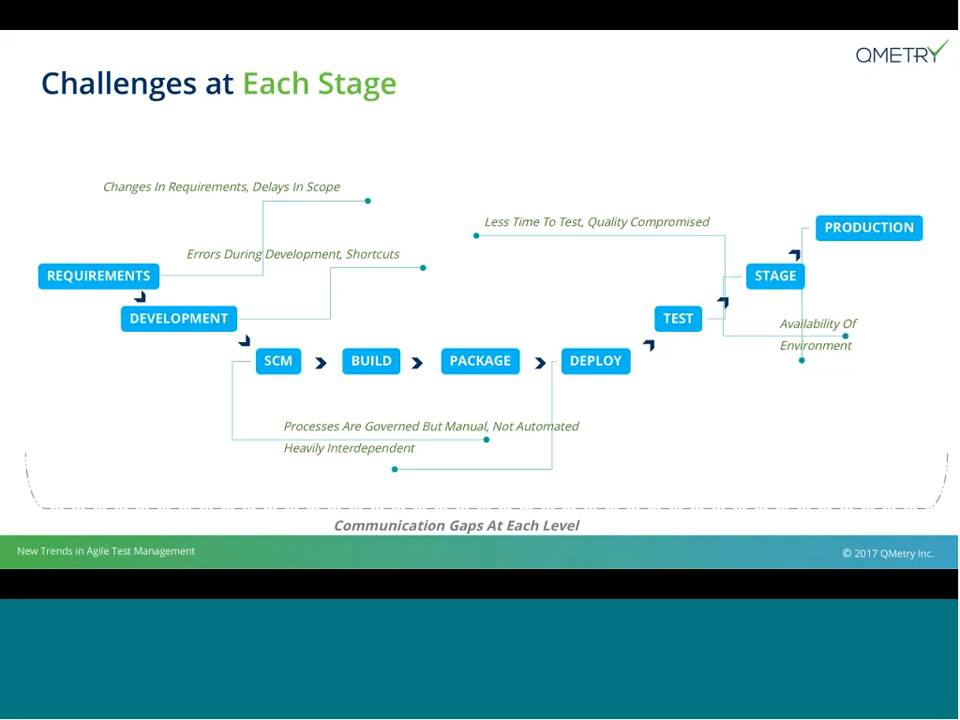 QMETRY
Challenges at Each Stage
Changes In Requirements, Delays In Scope
Less Time To Test, Quality Compromised
PRODUCTION
Errors During Development, Shortcuts
REQUIREMENTS
STAGE
DEVELOPMENT
TEST
Availability Of
Environment
SCM
BUILD
PACKAGE
DEPLOY
Processes Are Governed But Manual, Not Automated
Heavily Interdependent
Communication Gaps At Each Level
New Trends in Agile Test Management
© 2017 QMetry Inc.